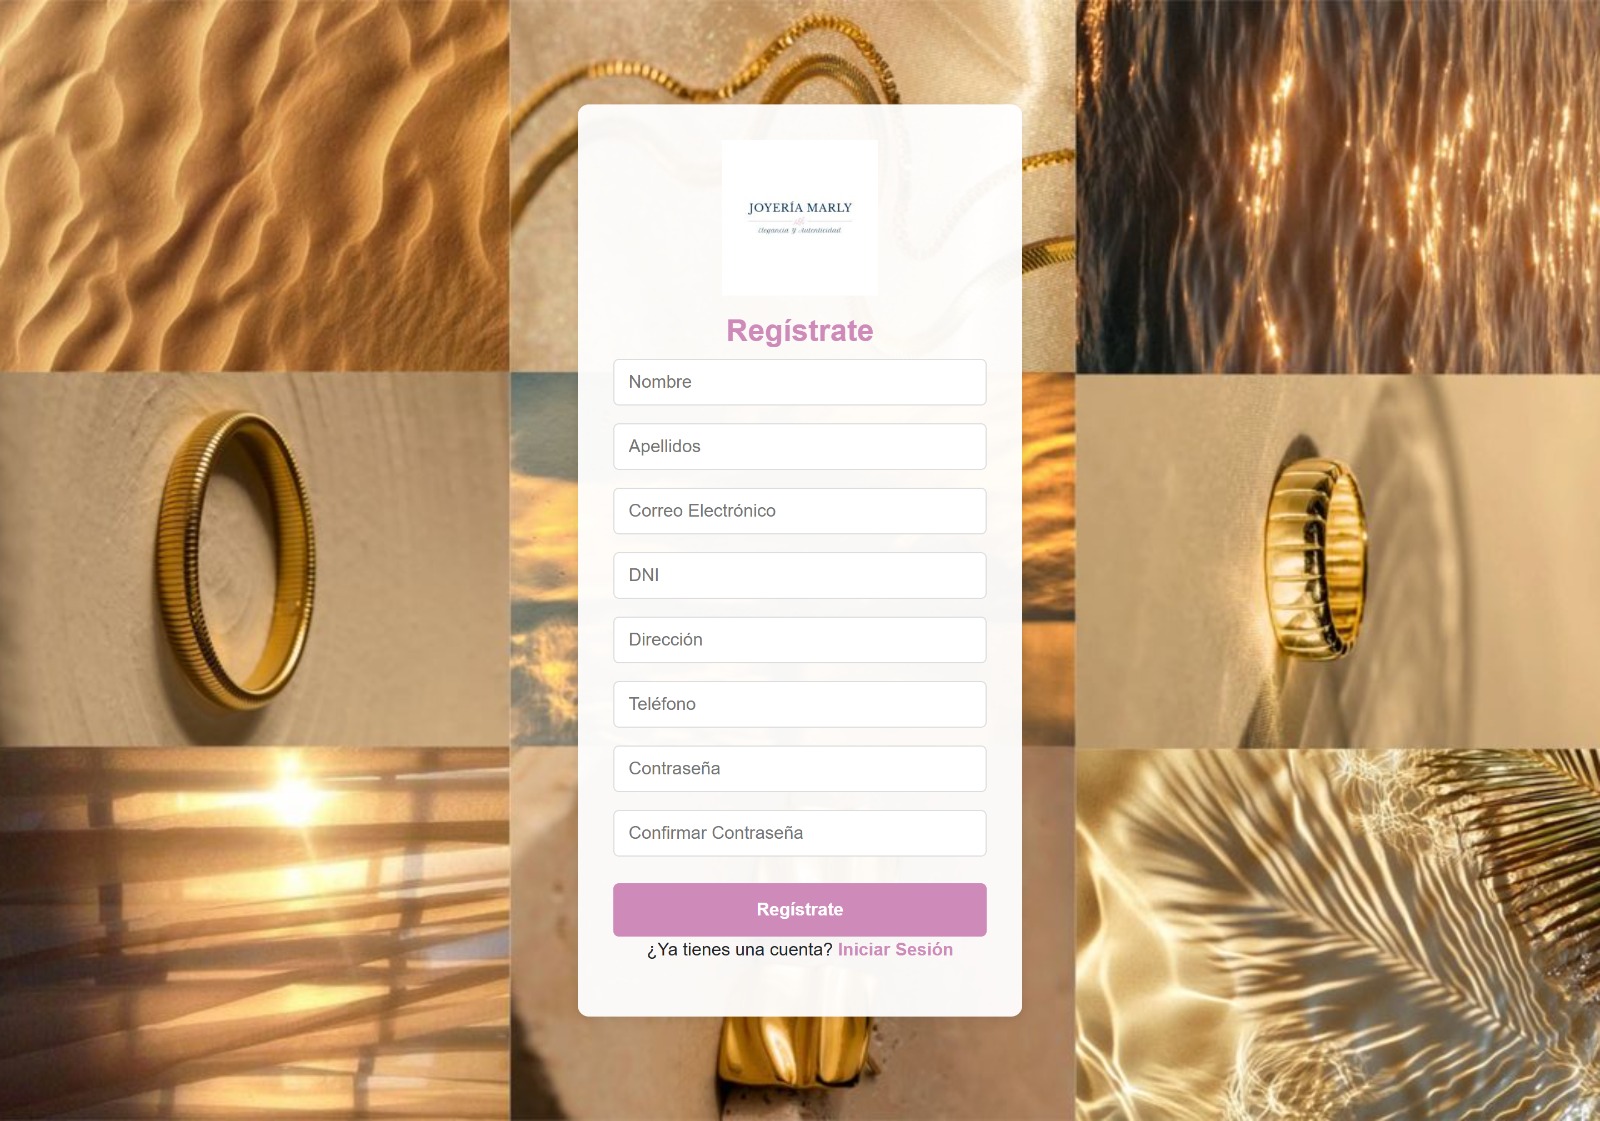 JOYERÍA MARLY
Elegancia y Autenticidad
Regístrate
Nombre
Apellidos
Correo Electrónico
DNI
Dirección
Teléfono
Contraseña
Confirmar Contraseña
Regístrate
¿Ya tienes una cuenta? Iniciar Sesión